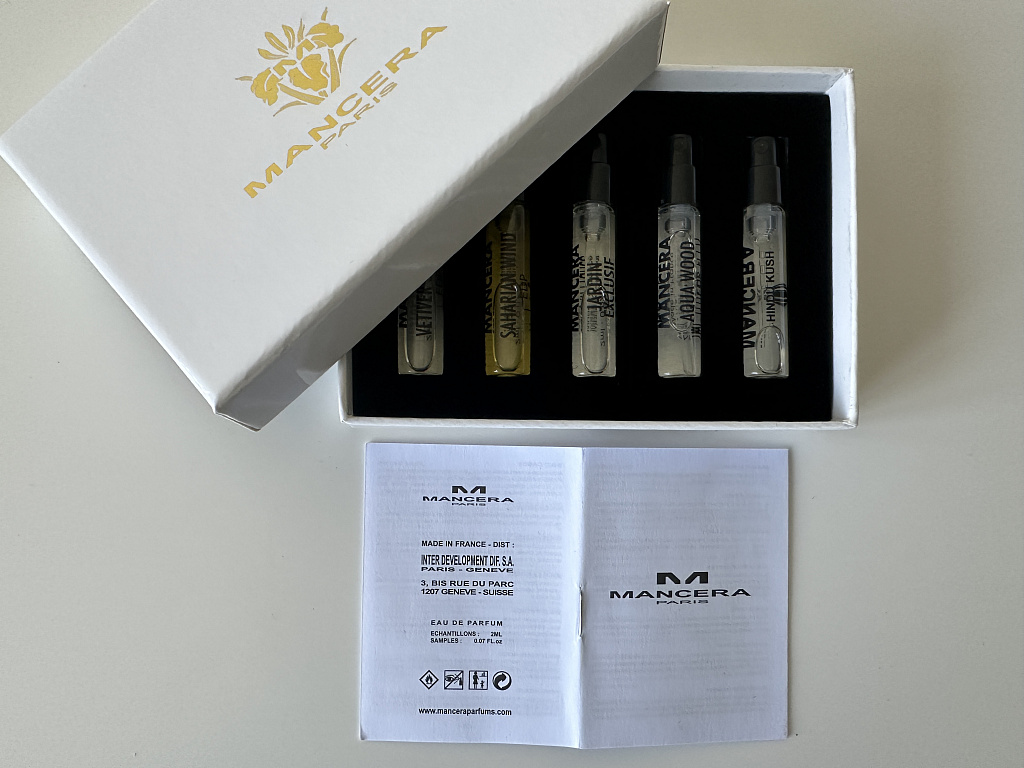 MANCERA
PARIS
MANCERA
SAHARIAN WIND
MANCERA
JARDIN
EXCLUSIF
MANCERA
AQUA WOOD
MANCERA
HINDU KUSH
M
MANCERA
PARIS
MADE IN FRANCE - DIST :
INTER DEVELOPMENT DIF. S.A.
PARIS - GENEVE
3, BIS RUE DU PARC
1207 GENEVE - SUISSE
EAU DE PARFUM
ECHANTILLONS : 2ML
SAMPLES : 0.07 FL.oz
www.manceraparfums.com
M
MANCERA
PARIS